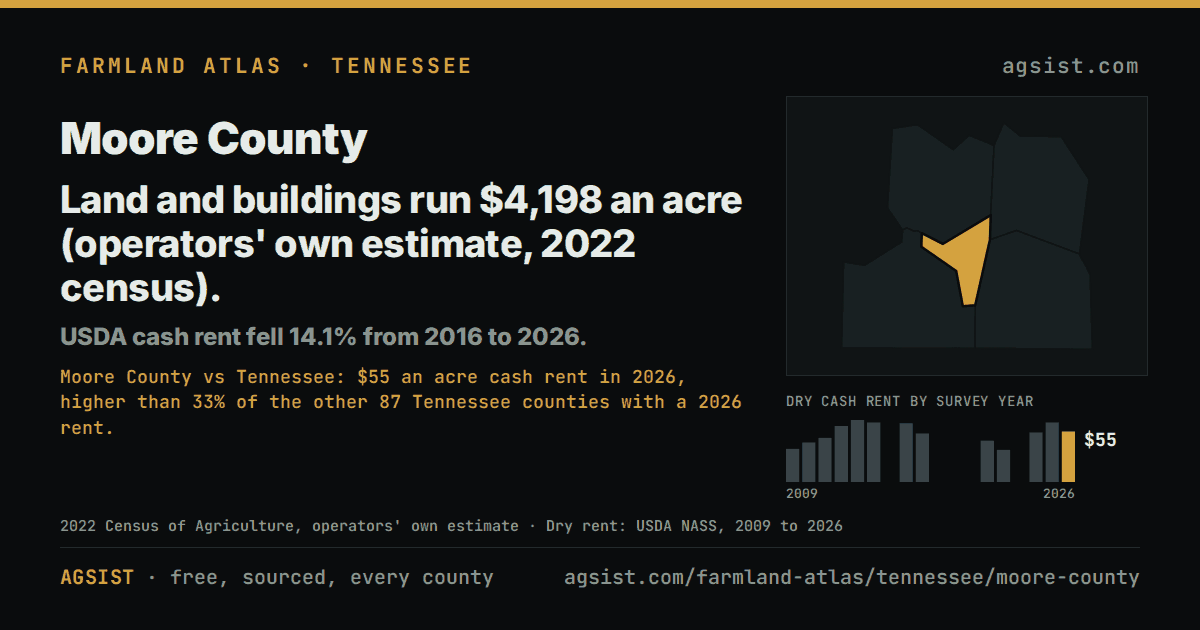 FARMLAND ATLAS · TENNESSEE
agsist.com
Moore County
Land and buildings run $4,198 an acre
(operators' own estimate, 2022
census).
USDA cash rent fell 14.1% from 2016 to 2026.
Moore County vs Tennessee: $55 an acre cash rent in 2026,
higher than 33% of the other 87 Tennessee counties with a 2026
rent.
DRY CASH RENT BY SURVEY YEAR
$55
2009
2026
2022 Census of Agriculture, operators' own estimate · Dry rent: USDA NASS, 2009 to 2026
AGSIST · free, sourced, every county
agsist.com/farmland-atlas/tennessee/moore-county